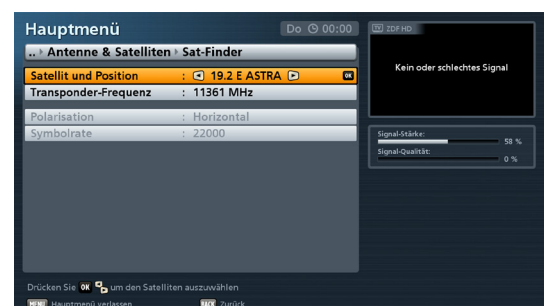 Hauptmenü
Do 00:00
.. Antenne & Satelliten Sat-Finder
Satellit und Position : 19.2 E ASTRA OK
Transponder-Frequenz : 11361 MHz
Polarisation : Horizontal
Symbolrate : 22000
TV ZDF HD
Kein oder schlechtes Signal
Signal-Stärke:
58 %
Signal-Qualität:
0 %
Drücken Sie OK um den Satelliten auszuwählen
MENU Hauptmenü verlassen BACK Zurück